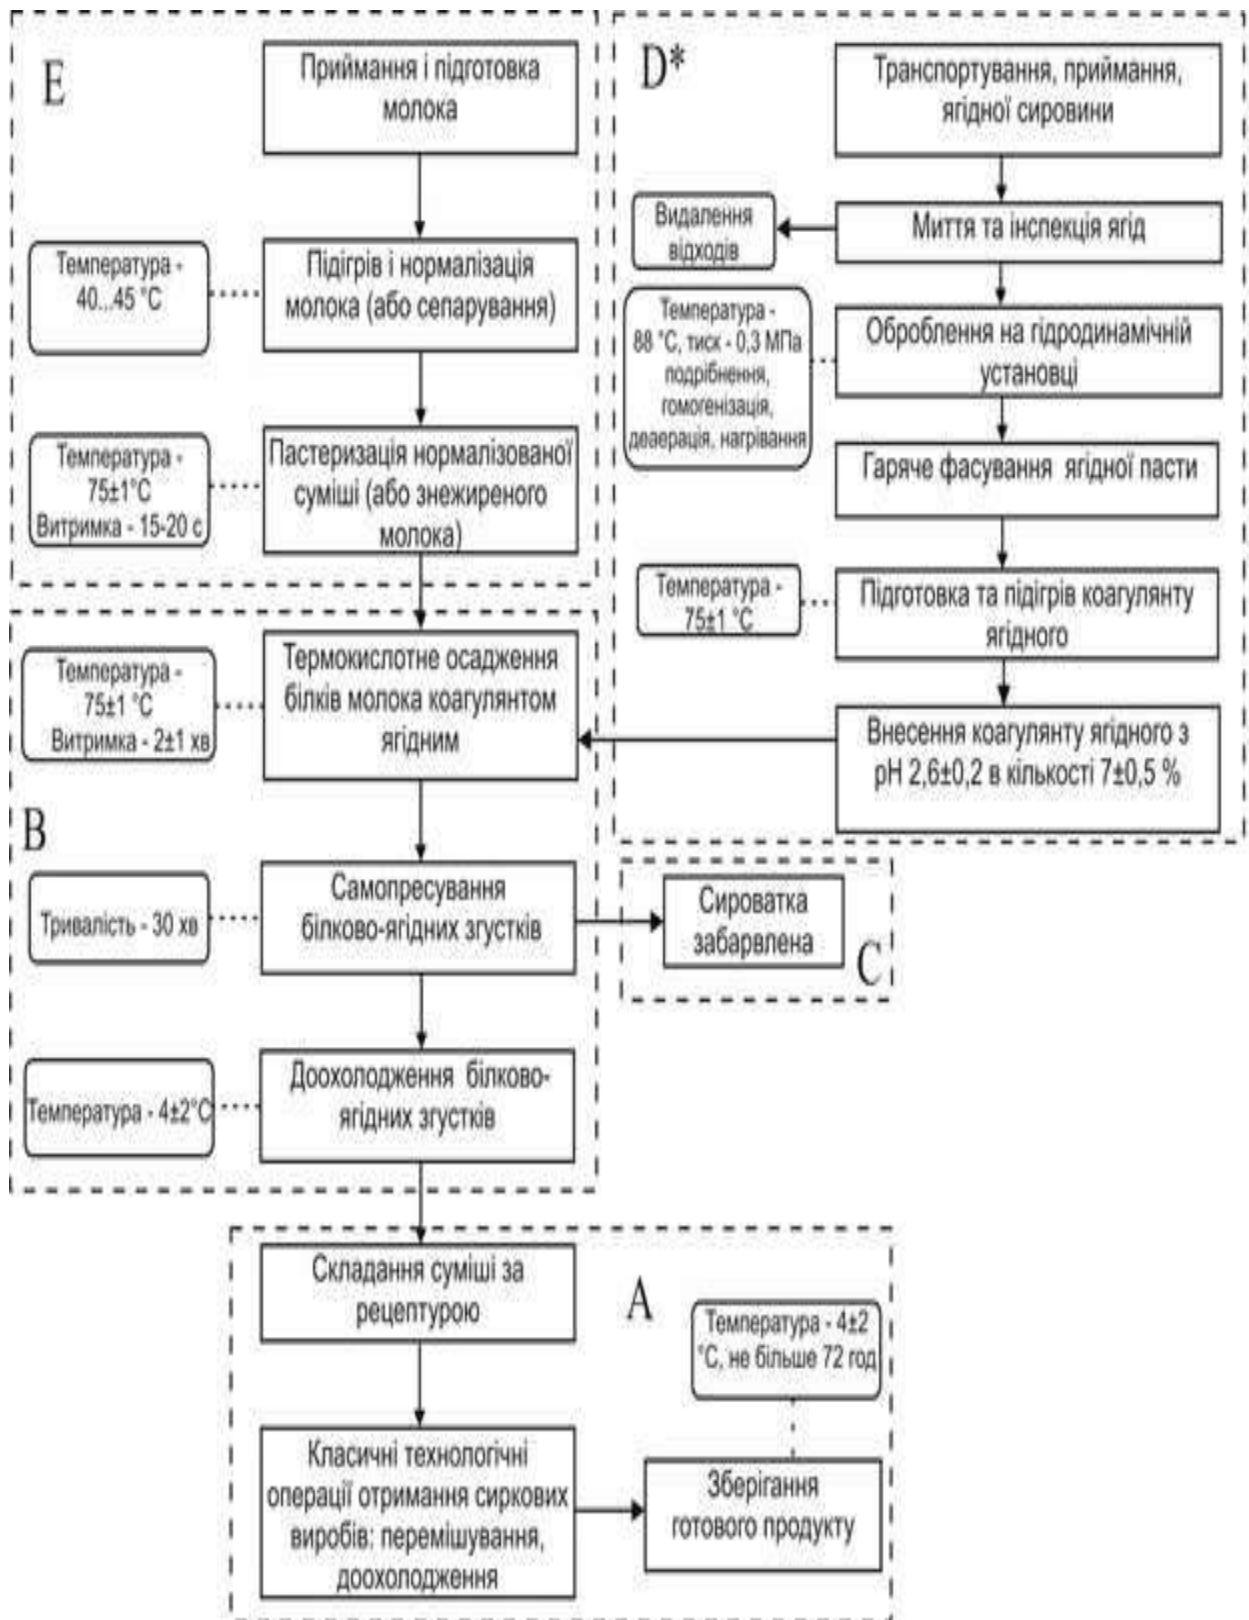 E
Приймання і підготовка
молока
Температура -
40...45 °C
Підігрів і нормалізація
молока (або сепарування)
Температура -
75±1°C
Витримка - 15-20 с
Пастеризація нормалізованої
суміші (або знежиреного
молока)
D*
Транспортування, приймання,
ягідної сировини
Видалення
відходів
Миття та інспекція ягід
Температура -
88 °C, тиск - 0,3 МПа
подрібнення,
гомогенізація,
деаерація, нагрівання
Оброблення на гідродинамічній
установці
Гаряче фасування ягідної пасти
Температура -
75±1 °C
Підготовка та підігрів коагулянту
ягідного
Внесення коагулянту ягідного з
pH 2,6±0,2 в кількості 7±0,5 %
Температура -
75±1 °C
Витримка - 2±1 хв
Термокислотне осадження
білків молока коагулянтом
ягідним
B
Тривалість - 30 хв
Самопресування
білково-ягідних згустків
Сироватка
забарвлена
C
Температура - 4±2°C
Доохолодження білково-
ягідних згустків
Складання суміші за
рецептурою
A
Температура - 4±2
°C, не більше 72 год
Класичні технологічні
операції отримання сиркових
виробів: перемішування,
доохолодження
Зберігання
готового продукту